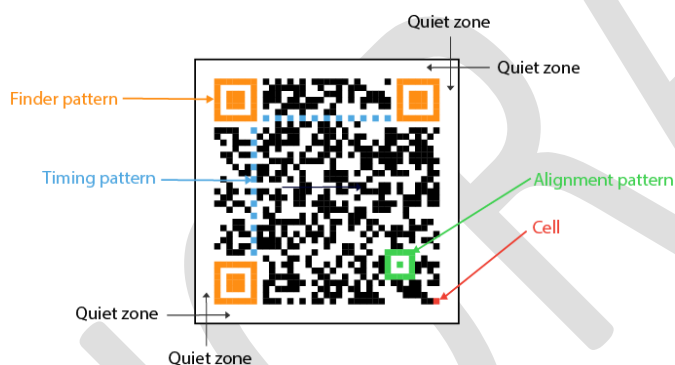 Quiet zone
Quiet zone
Finder pattern
Timing pattern
Alignment pattern
Cell
Quiet zone
Quiet zone